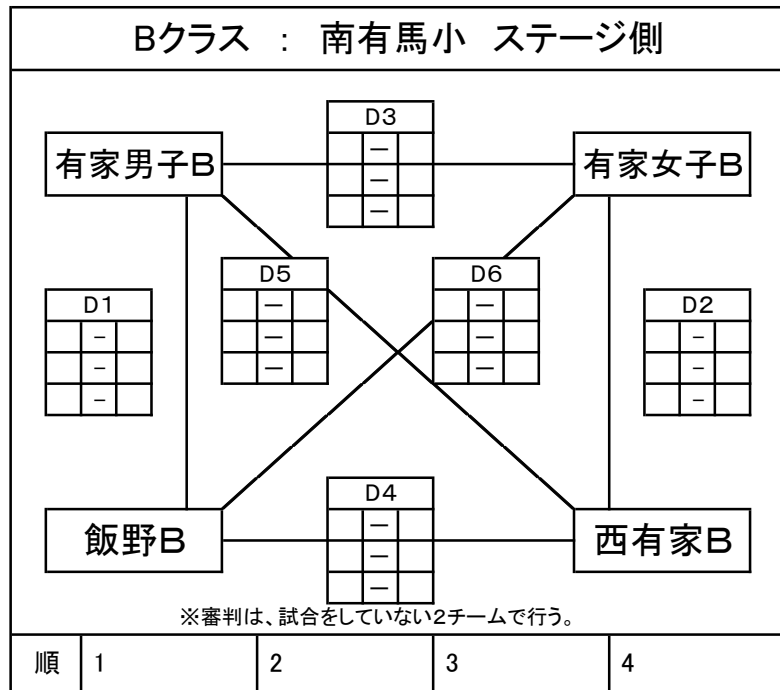 Bクラス ： 南有馬小 ステージ側
D3
有家男子B
有家女子B
－
－
－
D5
D6
D1
D2
－
－
－
－
－
－
-
-
-
-
-
-
D4
飯野B
西有家B
－
－
－
※審判は、試合をしていない2チームで行う。
順 1 2 3 4